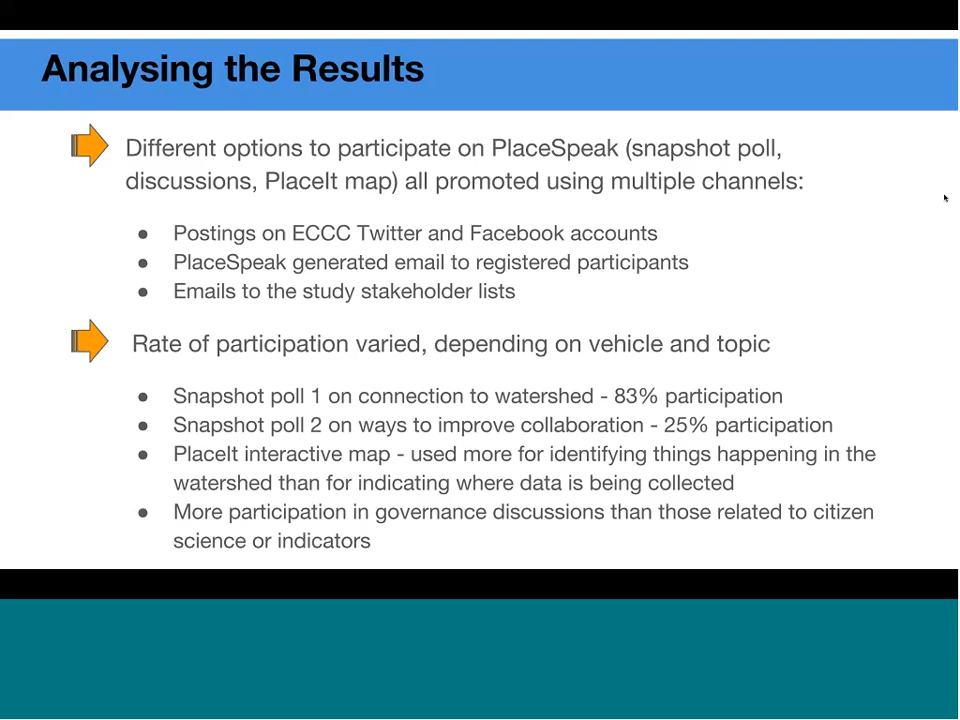 Analysing the Results
Different options to participate on PlaceSpeak (snapshot poll,
discussions, PlaceIt map) all promoted using multiple channels:
● Postings on ECCC Twitter and Facebook accounts
● PlaceSpeak generated email to registered participants
● Emails to the study stakeholder lists
Rate of participation varied, depending on vehicle and topic
● Snapshot poll 1 on connection to watershed - 83% participation
● Snapshot poll 2 on ways to improve collaboration - 25% participation
● PlaceIt interactive map - used more for identifying things happening in the
watershed than for indicating where data is being collected
● More participation in governance discussions than those related to citizen
science or indicators